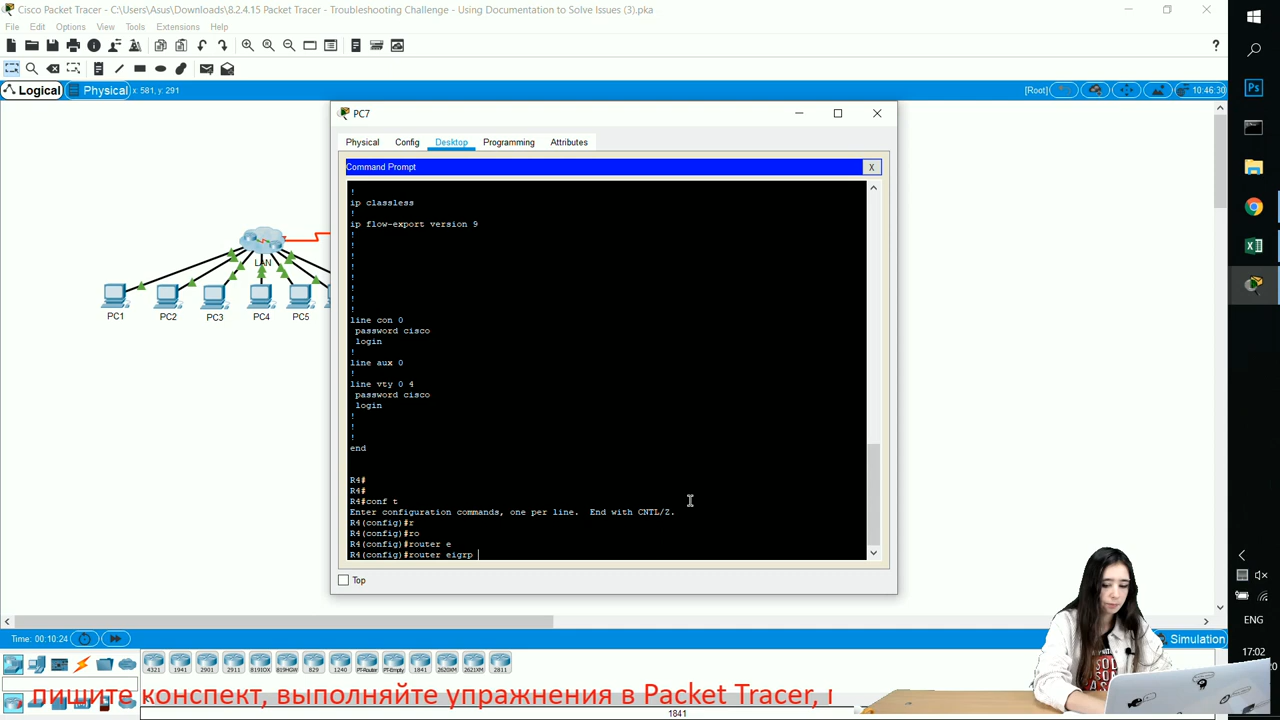 Cisco Packet Tracer - C:\Users\Asus\Downloads\8.2.4.15 Packet Tracer - Troubleshooting Challenge - Using Documentation to Solve Issues (3).pka
File Edit Options View Tools Extensions Help
Logical Physical x: 581, y: 291 [Root] 10:46:30
PC7
Physical Config Desktop Programming Attributes
Command Prompt X
!
ip classless
!
ip flow-export version 9
!
!
!
!
!
!
!
!
line con 0
password cisco
login
!
line aux 0
!
line vty 0 4
password cisco
login
!
!
!
end
R4#
R4#
R4#conf t
Enter configuration commands, one per line. End with CNTL/Z.
R4(config)#r
R4(config)#ro
R4(config)#router e
R4(config)#router eigrp
Top
LAN
PC1 PC2 PC3 PC4 PC5
Time: 00:10:24 Simulation
4321 1941 2901 2911 819IOX 819HGW 829 1240 PT-Router PT-Empty 1841 2620XM 2621XM 2811
пишите конспект, выполняйте упражнения в Packet Tracer,
1841
Ps
ENG
17:02